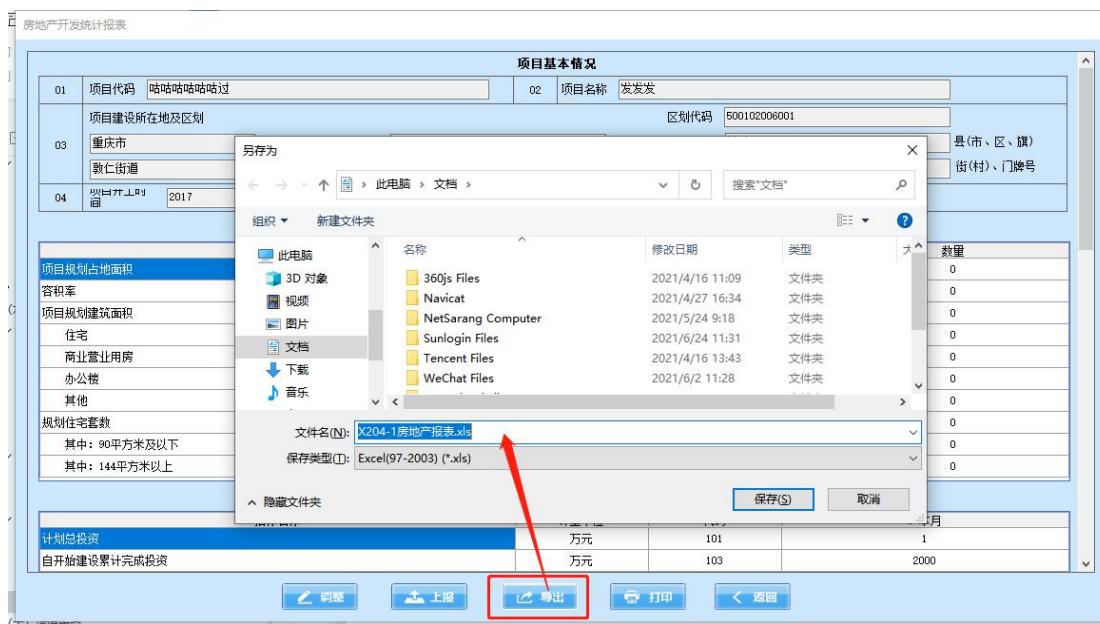 房地产开发统计报表
项目基本情况
01 项目代码 咕咕咕咕咕咕过 02 项目名称 发发发
03 项目建设所在地及区划 区划代码 500102006001
重庆市 县(市、区、旗)
敦仁街道 街(村)、门牌号
04 项目开工时间 2017
另存为
此电脑 › 文档 ›
搜索"文档"
组织 新建文件夹
此电脑
3D 对象
视频
图片
文档
下载
音乐
名称 修改日期 类型
360js Files 2021/4/16 11:09 文件夹
Navicat 2021/4/27 16:34 文件夹
NetSarang Computer 2021/5/24 9:18 文件夹
Sunlogin Files 2021/6/24 11:31 文件夹
Tencent Files 2021/4/16 13:43 文件夹
WeChat Files 2021/6/2 11:28 文件夹
文件名(N): X204-1房地产报表.xls
保存类型(T): Excel(97-2003) (*.xls)
隐藏文件夹 保存(S) 取消
数量
项目规划占地面积 0
容积率 0
项目规划建筑面积 0
住宅 0
商业营业用房 0
办公楼 0
其他 0
规划住宅套数 0
其中: 90平方米及以下 0
其中: 144平方米以上 0
计划总投资 万元 101 1
自开始建设累计完成投资 万元 103 2000
调整 上报 导出 打印 返回